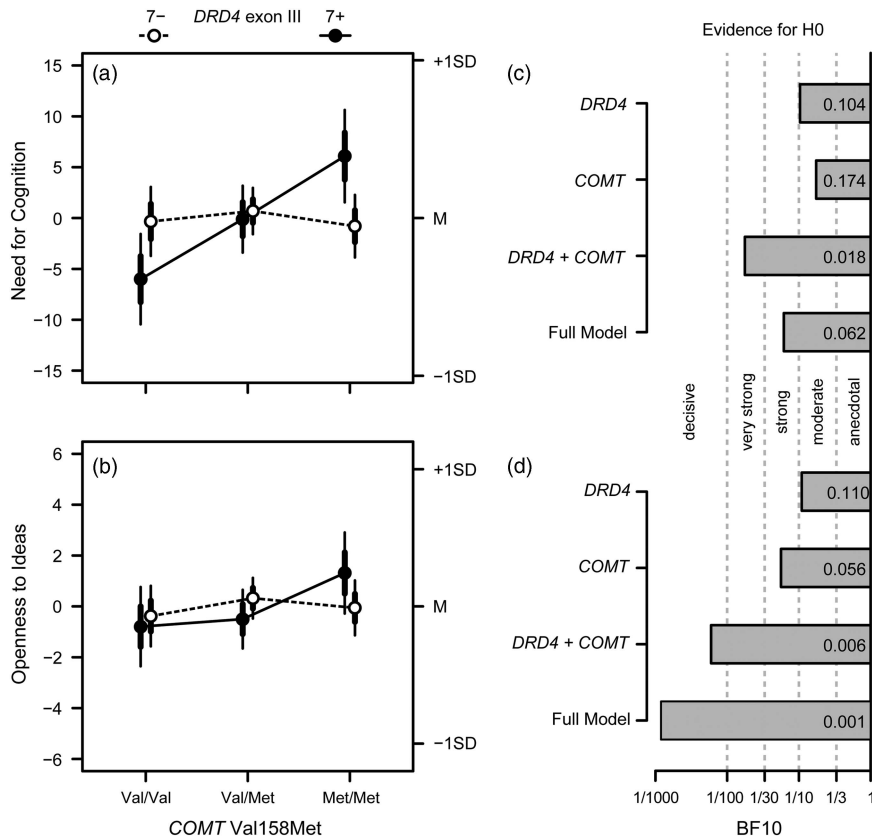 7− DRD4 exon III 7+
(a)
Need for Cognition
15
10
5
0
−5
−10
−15
+1SD
M
−1SD
(b)
Openness to Ideas
6
4
2
0
−2
−4
−6
+1SD
M
−1SD
Val/Val Val/Met Met/Met
COMT Val158Met
Evidence for H0
(c)
DRD4 0.104
COMT 0.174
DRD4 + COMT 0.018
Full Model 0.062
decisive very strong strong moderate anecdotal
(d)
DRD4 0.110
COMT 0.056
DRD4 + COMT 0.006
Full Model 0.001
1/1000 1/100 1/30 1/10 1/3 1
BF10